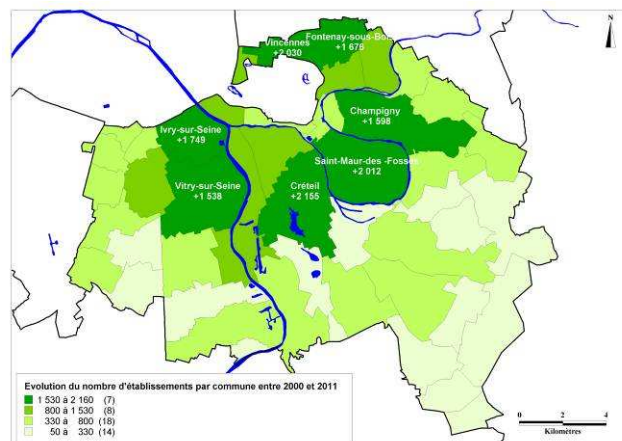 Fontenay-sous-Bois
+1 676
Vincennes
+2 030
N
Champigny
+1 598
Ivry-sur-Seine
+1 749
Saint-Maur-des -Fossés
+2 012
Vitry-sur-Seine
+1 538
Créteil
+2 155
Evolution du nombre d'établissements par commune entre 2000 et 2011
1 530 à 2 160 (7)
800 à 1 530 (8)
330 à 800 (18)
50 à 330 (14)
0 2 4
Kilomètres